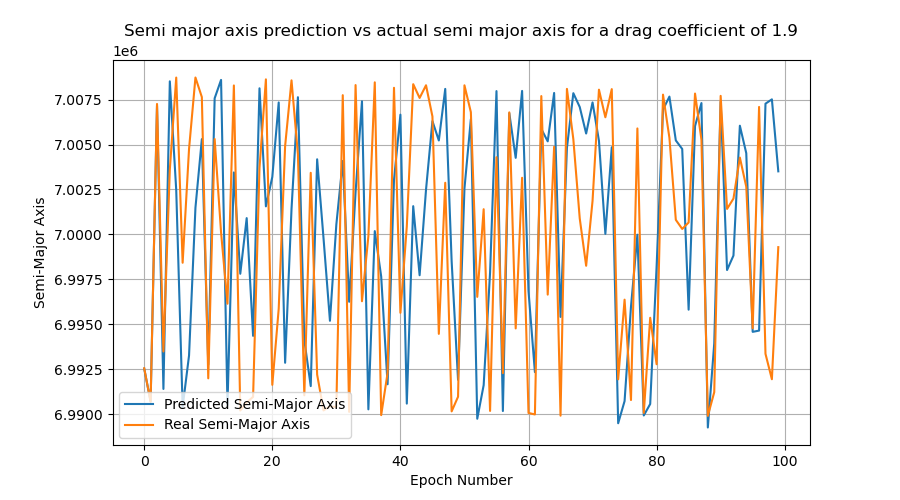 Semi major axis prediction vs actual semi major axis for a drag coefficient of 1.9
1e6
7.0075
7.0050
7.0025
7.0000
6.9975
6.9950
6.9925
6.9900
Semi-Major Axis
Predicted Semi-Major Axis
Real Semi-Major Axis
0 20 40 60 80 100
Epoch Number